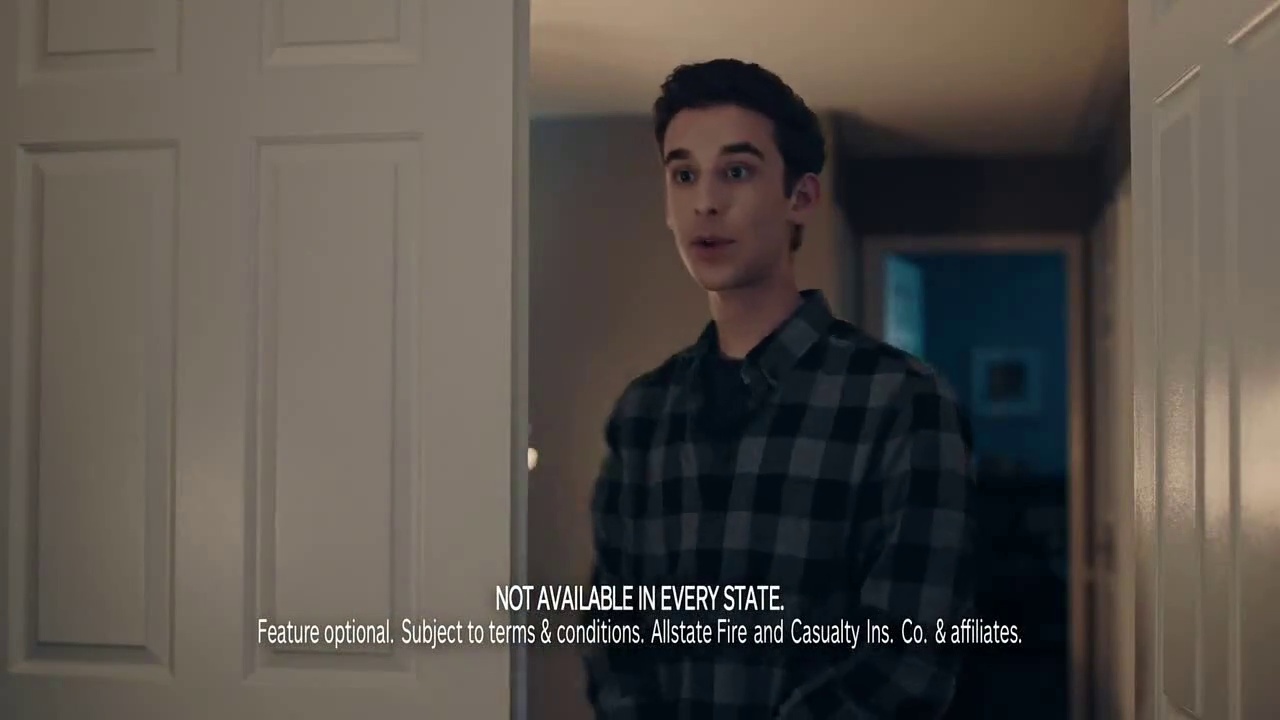 NOT AVAILABLE IN EVERY STATE.
Feature optional. Subject to terms & conditions. Allstate Fire and Casualty Ins. Co. & affiliates.